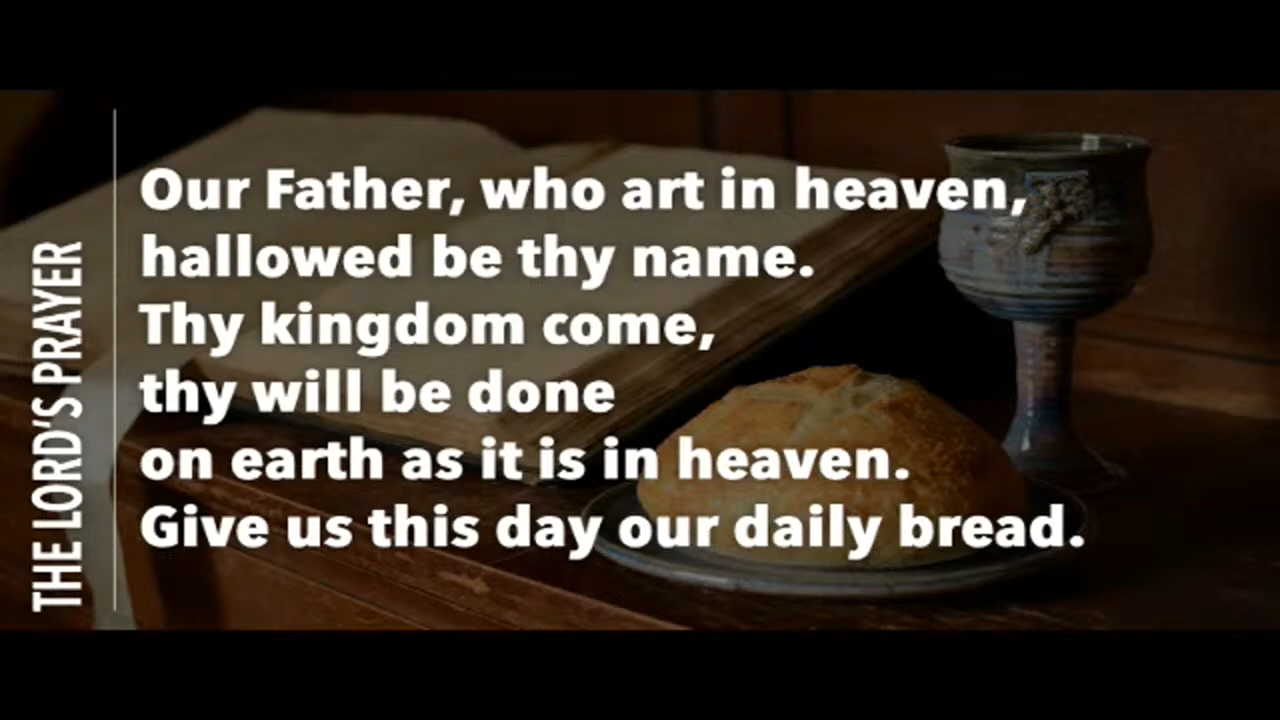 THE LORD'S PRAYER
Our Father, who art in heaven,
hallowed be thy name.
Thy kingdom come,
thy will be done
on earth as it is in heaven.
Give us this day our daily bread.